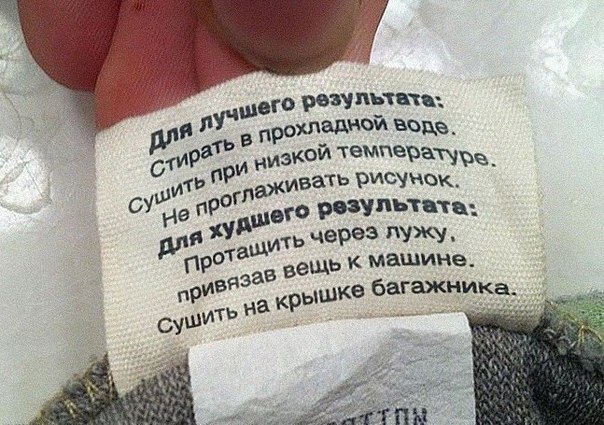 Для лучшего результата:
Стирать в прохладной воде.
Сушить при низкой температуре.
Не проглаживать рисунок.
Для худшего результата:
Протащить через лужу,
привязав вещь к машине.
Сушить на крышке багажника.